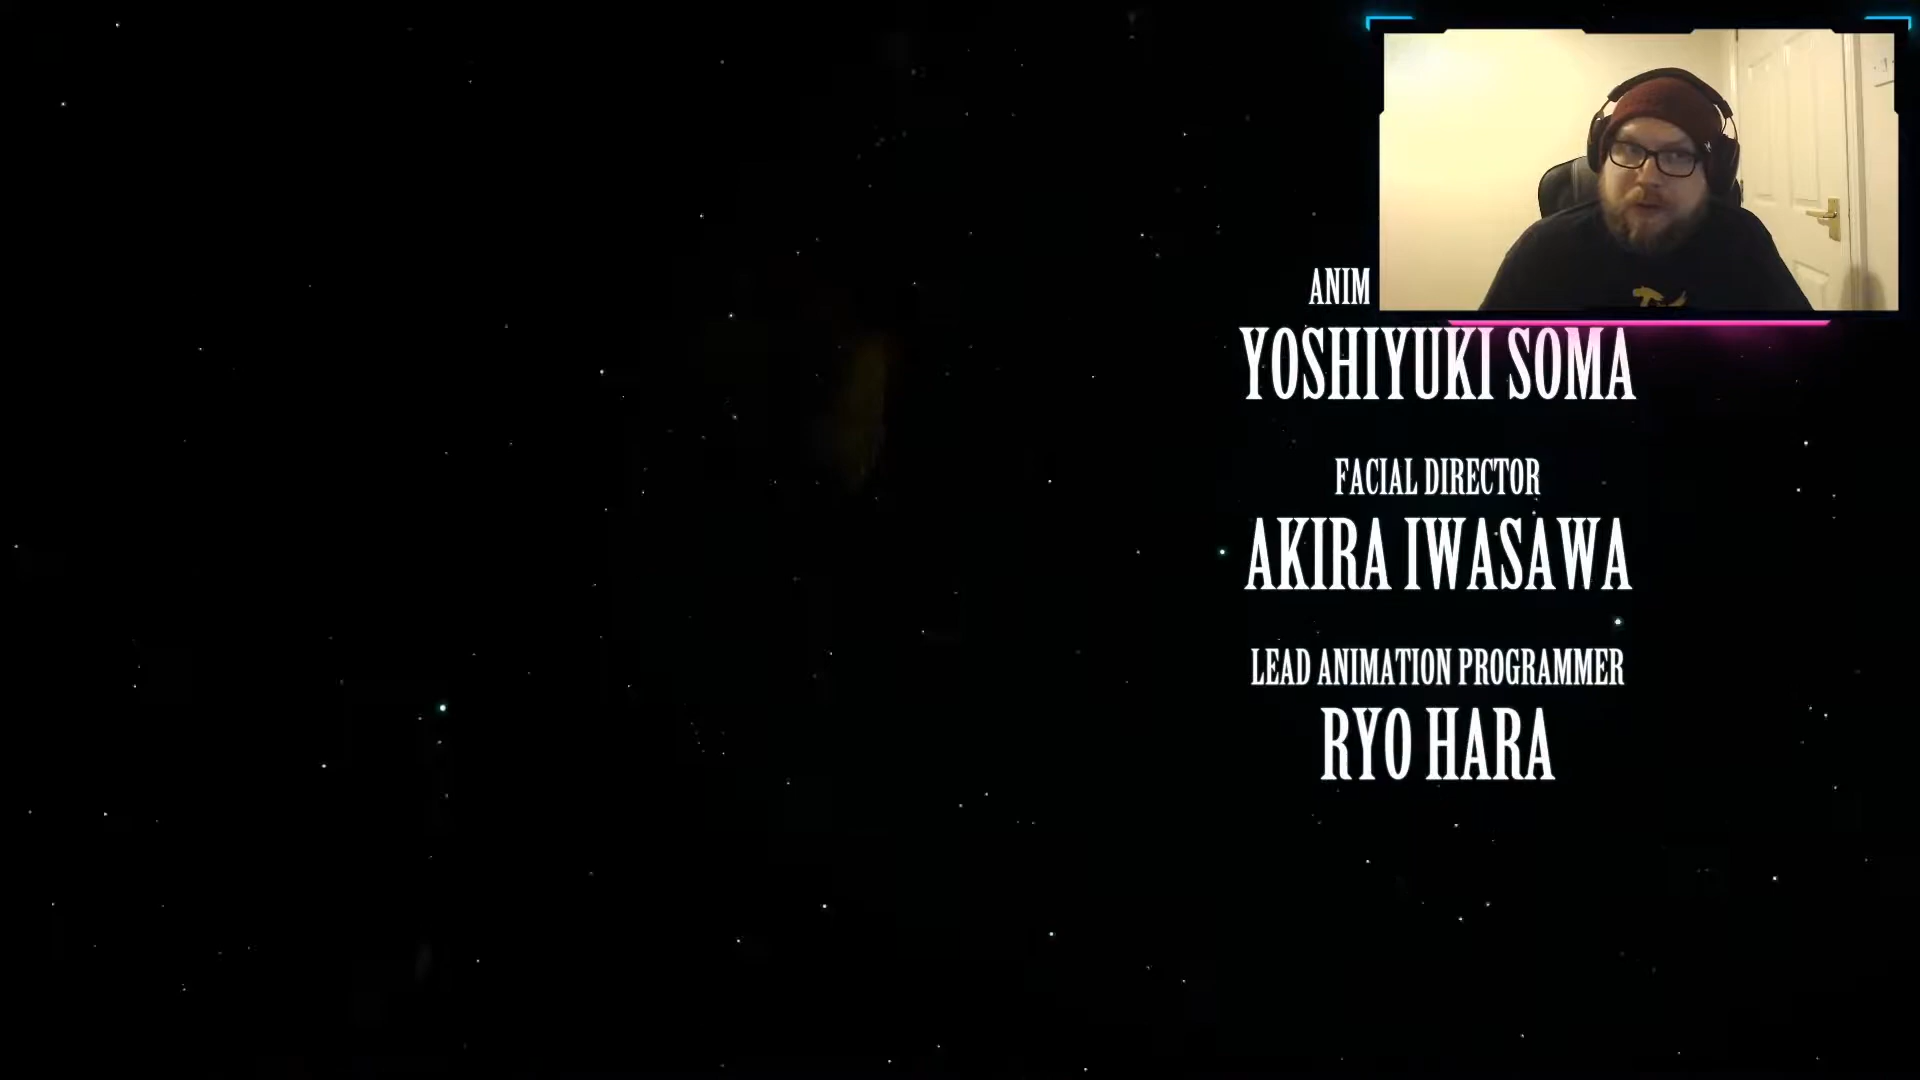 ANIM
YOSHIYUKI SOMA
FACIAL DIRECTOR
AKIRA IWASAWA
LEAD ANIMATION PROGRAMMER
RYO HARA